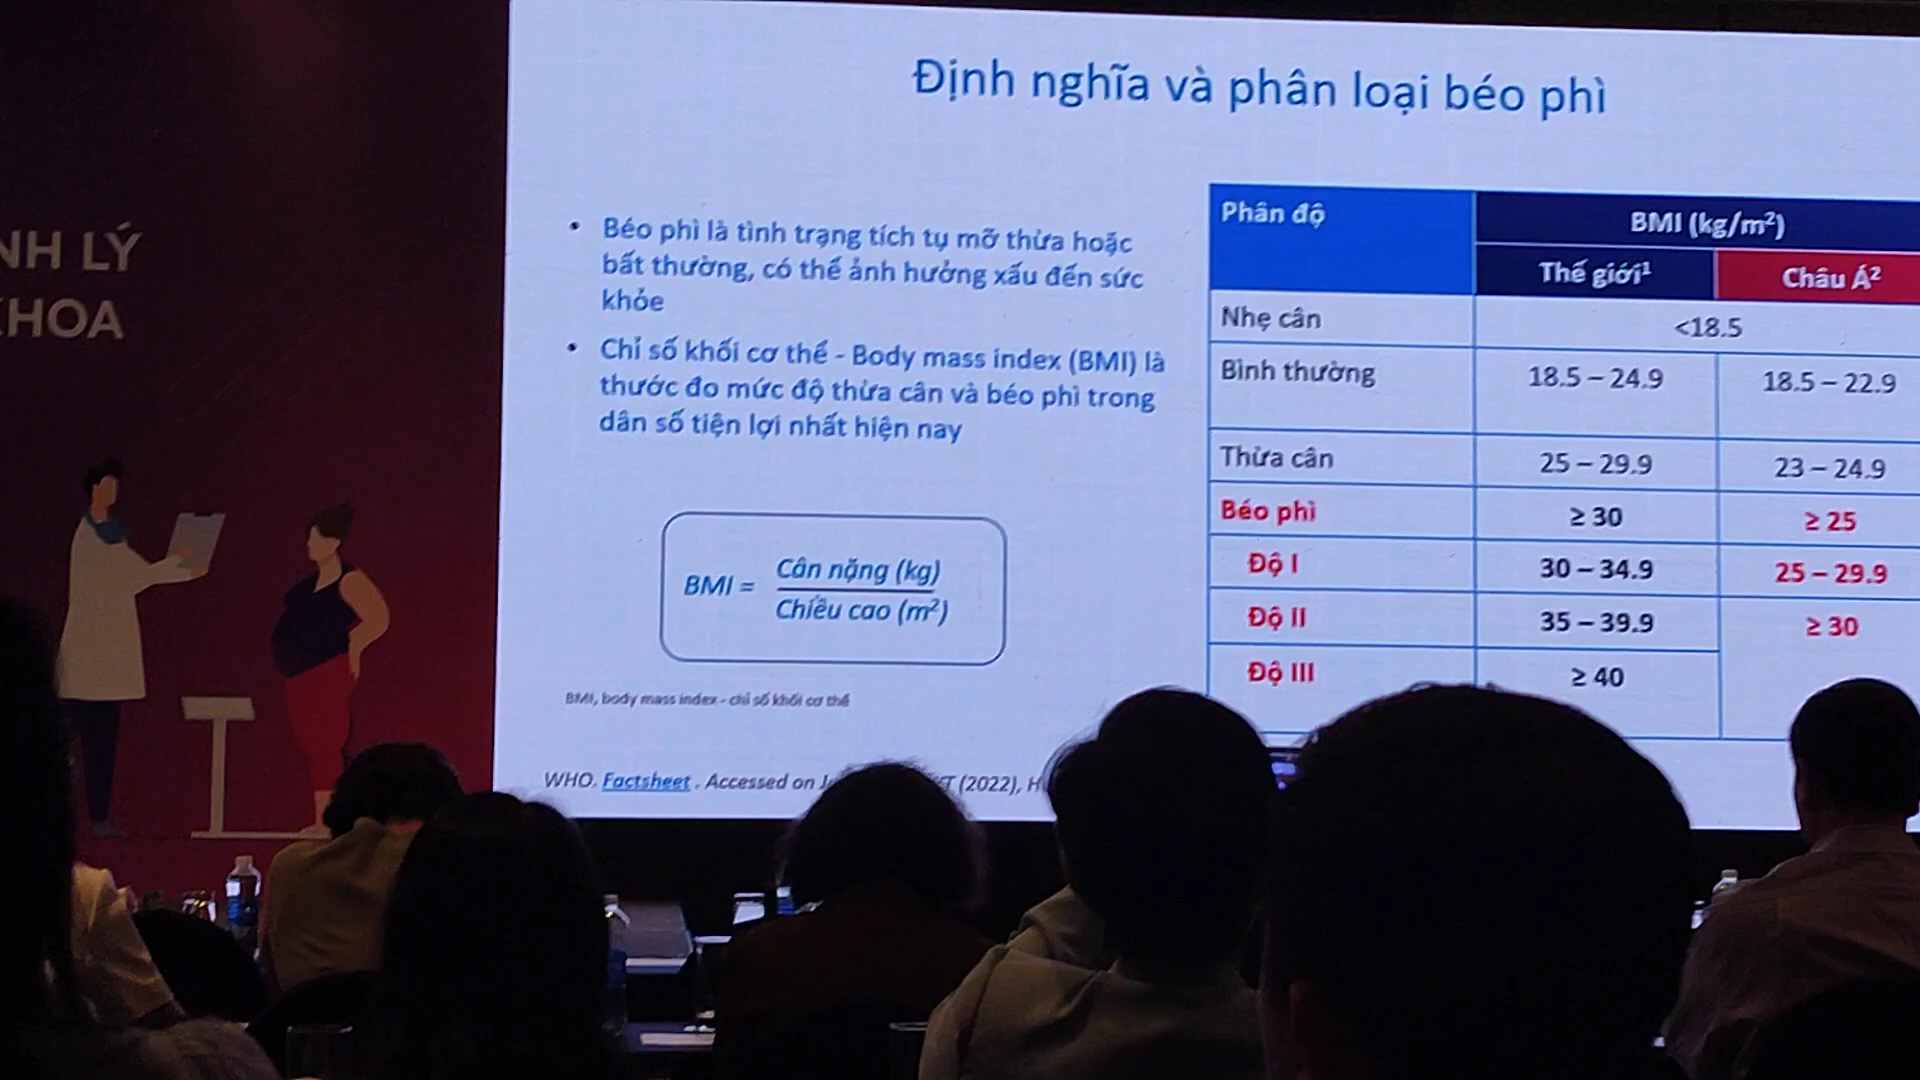 NH LÝ
KHOA
Định nghĩa và phân loại béo phì
• Béo phì là tình trạng tích tụ mỡ thừa hoặc
bất thường, có thể ảnh hưởng xấu đến sức
khỏe
• Chỉ số khối cơ thể - Body mass index (BMI) là
thước đo mức độ thừa cân và béo phì trong
dân số tiện lợi nhất hiện nay
BMI = Cân nặng (kg)
Chiều cao (m²)
BMI, body mass index - chỉ số khối cơ thể
Phân độ BMI (kg/m²)
Thế giới¹ Châu Á²
Nhẹ cân <18.5
Bình thường 18.5 – 24.9 18.5 – 22.9
Thừa cân 25 – 29.9 23 – 24.9
Béo phì ≥ 30 ≥ 25
Độ I 30 – 34.9 25 – 29.9
Độ II 35 – 39.9 ≥ 30
Độ III ≥ 40
WHO. Factsheet . Accessed on (2022),